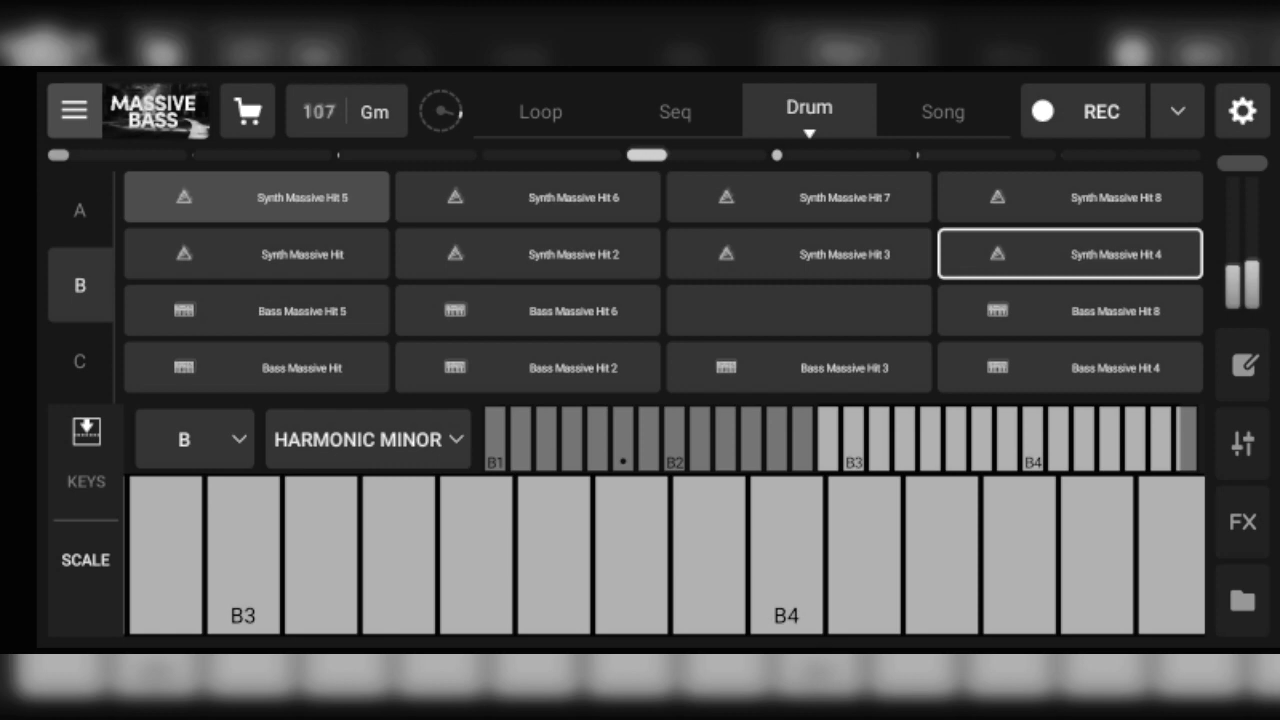 MASSIVE
BASS
107 Gm
Loop
Seq
Drum
Song
REC
A
Synth Massive Hit 5
Synth Massive Hit 6
Synth Massive Hit 7
Synth Massive Hit 8
B
Synth Massive Hit
Synth Massive Hit 2
Synth Massive Hit 3
Synth Massive Hit 4
Bass Massive Hit 5
Bass Massive Hit 6
Bass Massive Hit 8
C
Bass Massive Hit
Bass Massive Hit 2
Bass Massive Hit 3
Bass Massive Hit 4
B
HARMONIC MINOR
B1
B2
B3
B4
KEYS
SCALE
FX
B3
B4